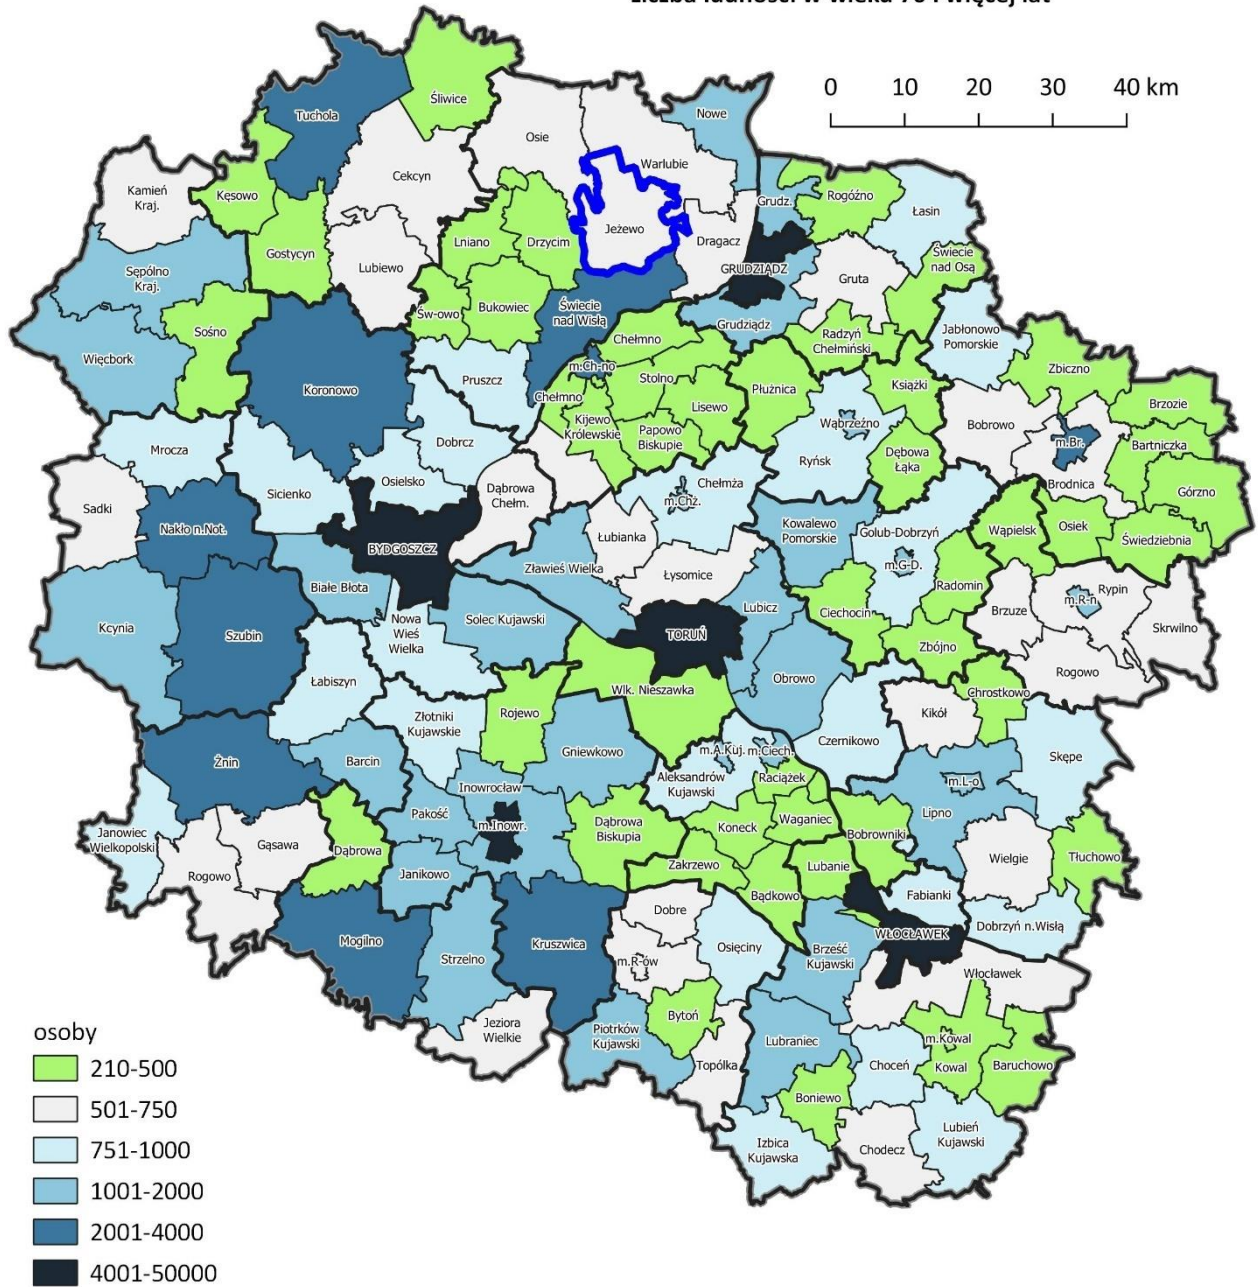 0 10 20 30 40 km
Nowe
Śliwice
Tuchola
Osie
Warlubie
Cekcyn
Kamień
Kraj.
Kęsowo
Grudz.
Rogóźno
Łasin
Jeżewo
Dragacz
Lniano
Drzycim
Gostycyn
Lubiewo
Świecie
nad Osą
GRUDZIĄDZ
Gruta
Sępólno
Kraj.
Św-owo
Bukowiec
Świecie
nad Wisłą
Grudziądz
Sośno
Chełmno
Radzyń
Chełmiński
Jabłonowo
Pomorskie
Więcbork
m.Ch-no
Zbiczno
Koronowo
Pruszcz
Stolno
Chełmno
Lisewo
Płużnica
Książki
Brzozie
Kijewo
Królewskie
Papowo
Biskupie
Wąbrzeźno
Bobrowo
m.Br.
Bartniczka
Mrocza
Dobrcz
Dębowa
Łąka
Ryńsk
Sadki
Sicienko
Osielsko
Dąbrowa
Chełm.
Chełmża
m.Chż.
Brodnica
Górzno
Nakło n.Not.
Kowalewo
Pomorskie
Golub-Dobrzyń
Wąpielsk
Osiek
Świedziebnia
BYDGOSZCZ
Łubianka
Zławieś Wielka
Łysomice
m.G-D.
Białe Błota
Radomin
Rypin
m.R-n
Kcynia
Szubin
Nowa
Wieś
Wielka
Solec Kujawski
TORUŃ
Lubicz
Ciechocin
Brzuze
Skrwilno
Zbójno
Łabiszyn
Obrowo
Rogowo
Wlk. Nieszawka
Chrostkowo
Złotniki
Kujawskie
Rojewo
Kikół
Czernikowo
Żnin
Barcin
Gniewkowo
m.A.Kuj.
m.Ciech.
Skępe
Aleksandrów
Kujawski
Raciążek
Inowrocław
m.L-o
Pakość
m.Inowr.
Lipno
Janowiec
Wielkopolski
Gąsawa
Dąbrowa
Dąbrowa
Biskupia
Koneck
Waganiec
Bobrowniki
Rogowo
Janikowo
Zakrzewo
Lubanie
Wielgie
Tłuchowo
Bądkowo
Fabianki
Dobre
Mogilno
Strzelno
Kruszwica
Osięciny
Brześć
Kujawski
WŁOCŁAWEK
Dobrzyń n.Wisłą
m.R-ów
Włocławek
Jeziora
Wielkie
Piotrków
Kujawski
Bytoń
Lubraniec
m.Kowal
Topólka
Choceń
Kowal
Baruchowo
Boniewo
Izbica
Kujawska
Chodecz
Lubień
Kujawski
osoby
210-500
501-750
751-1000
1001-2000
2001-4000
4001-50000